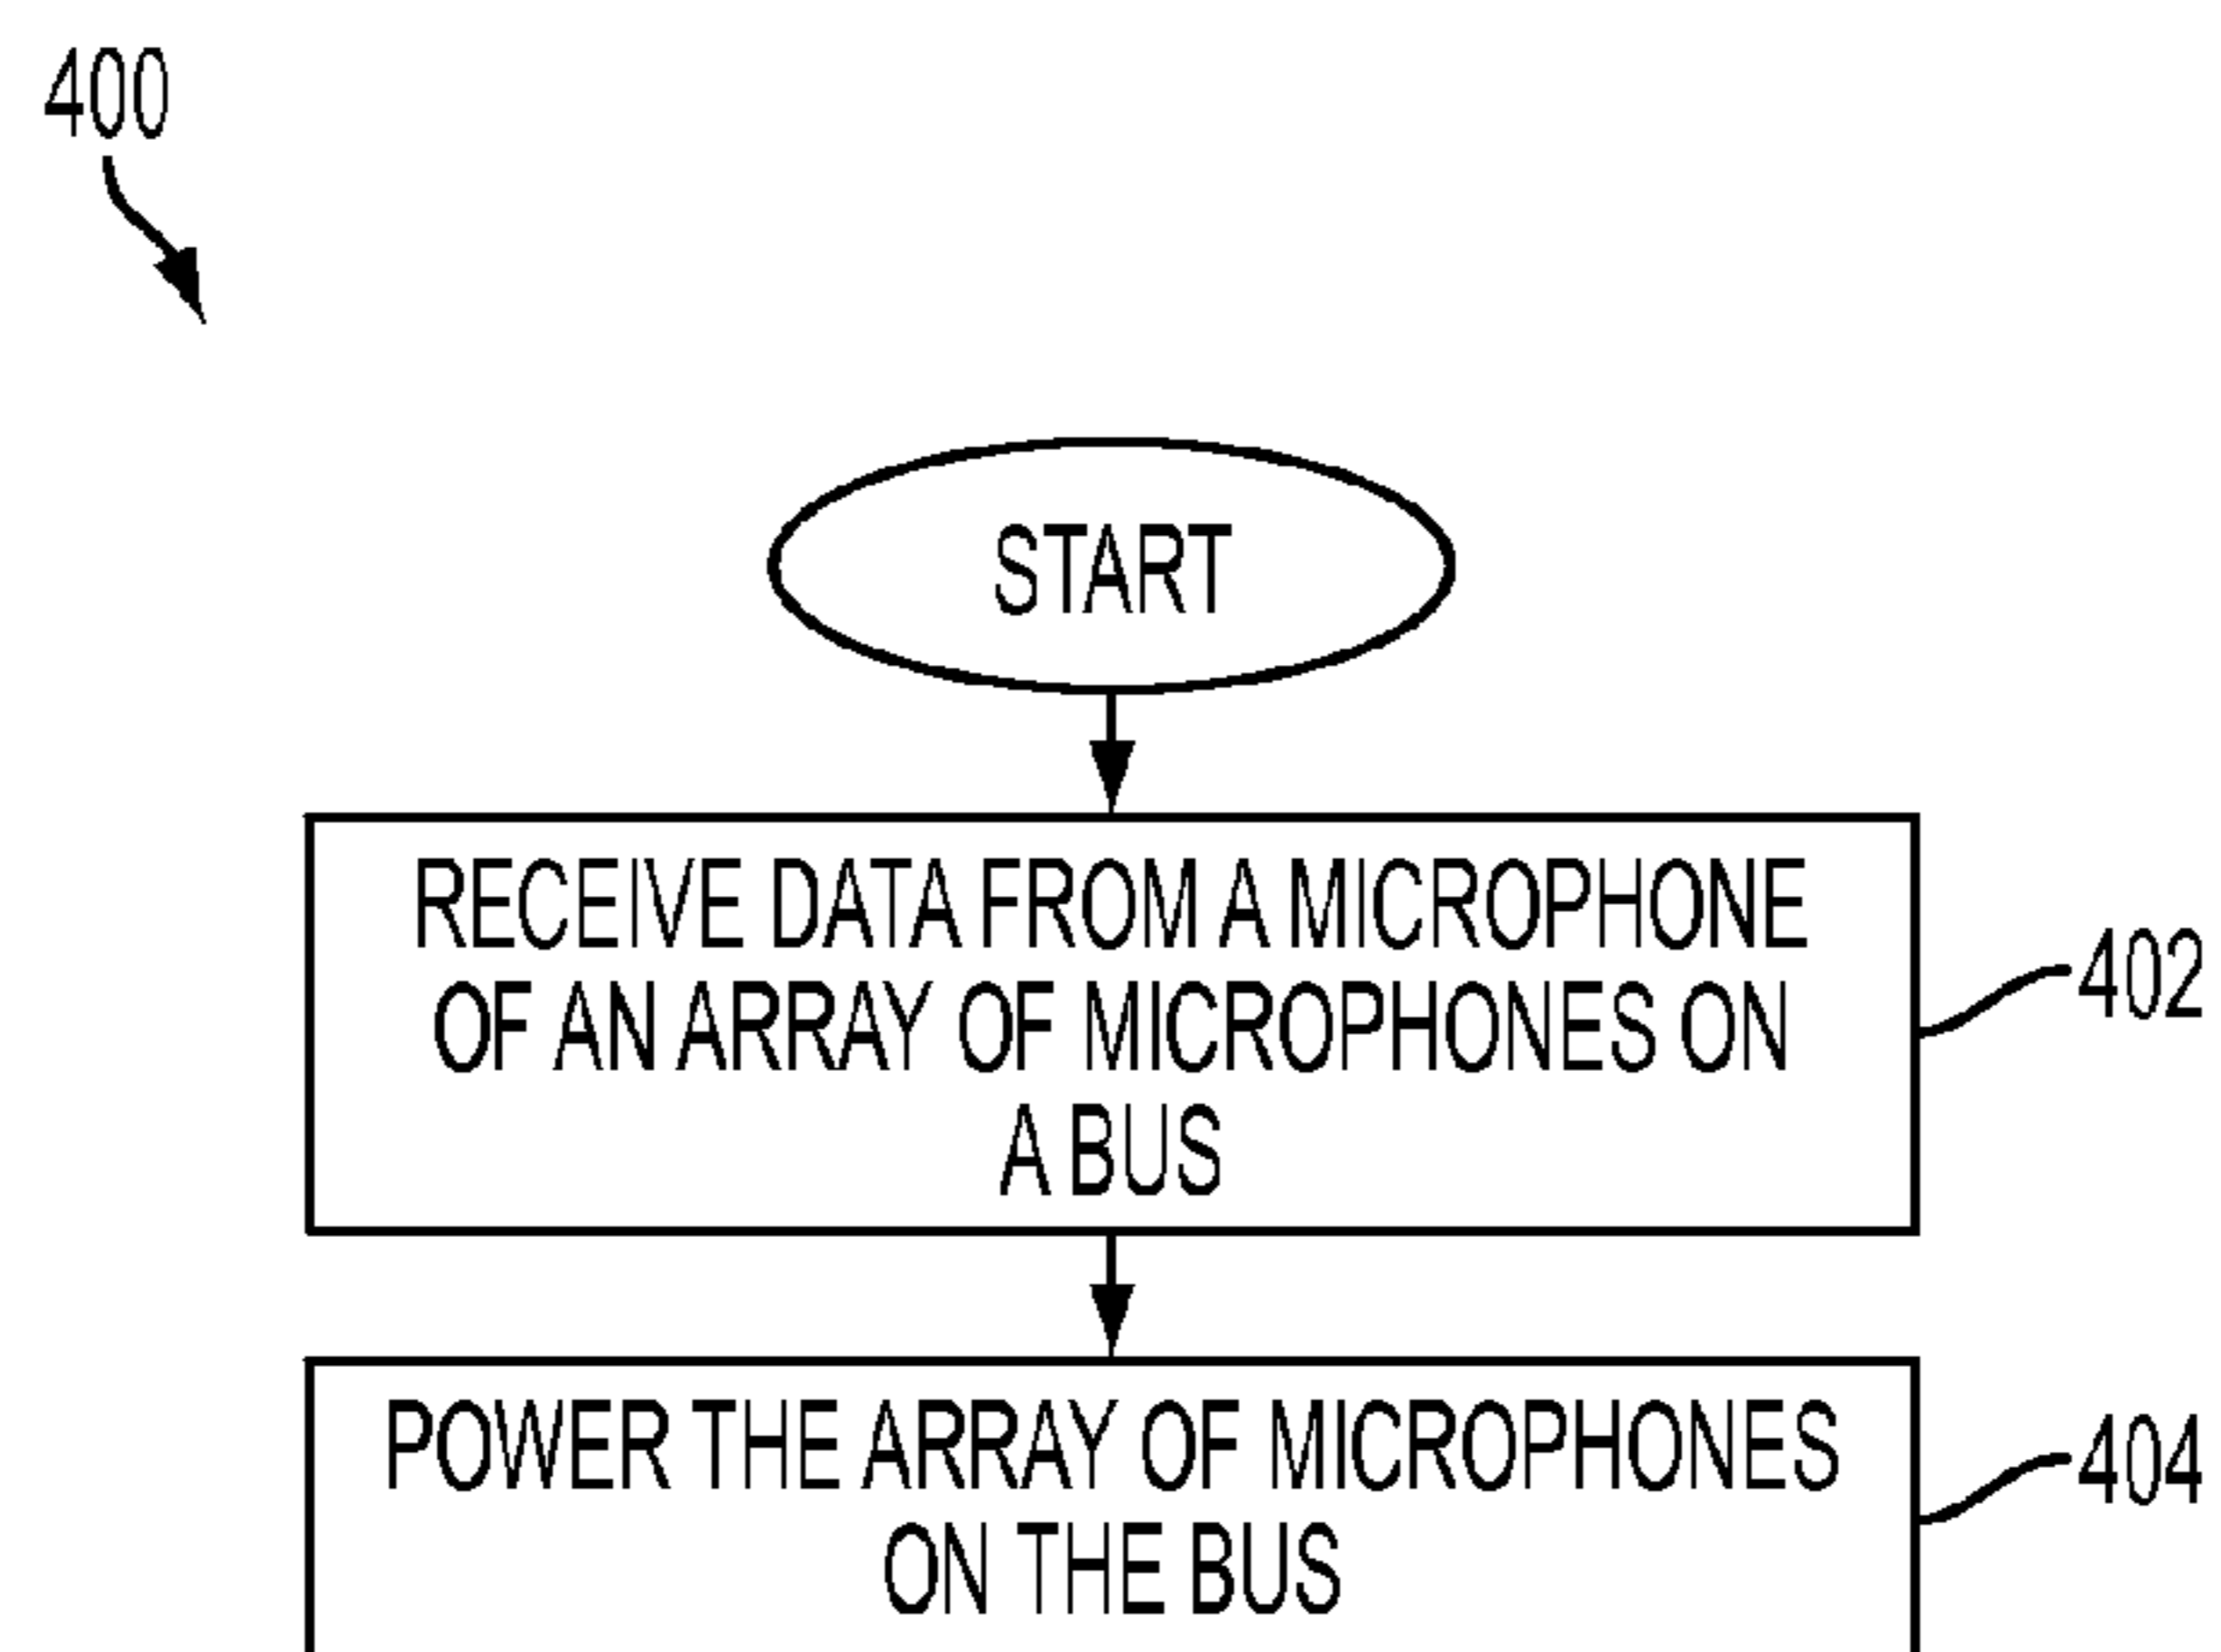 400
START
RECEIVE DATA FROM A MICROPHONE
OF AN ARRAY OF MICROPHONES ON
A BUS
402
POWER THE ARRAY OF MICROPHONES
ON THE BUS
404